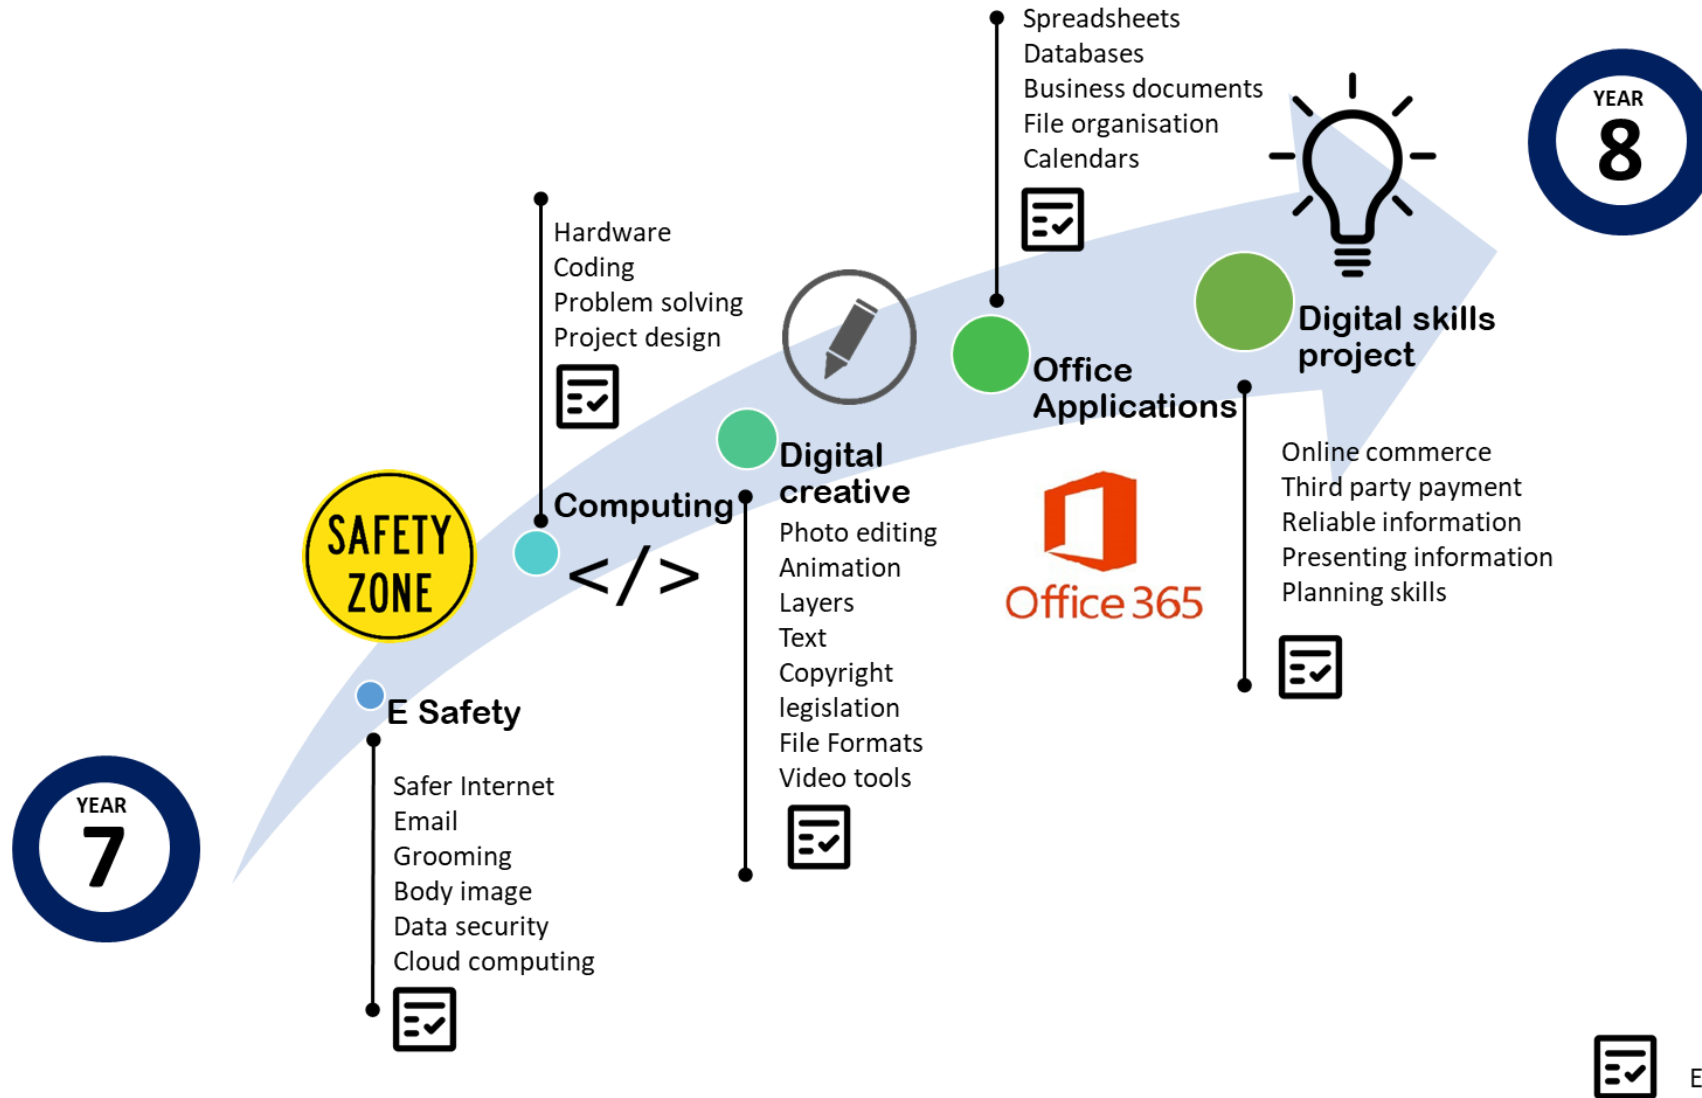 Spreadsheets
Databases
Business documents
File organisation
Calendars
YEAR
8
Hardware
Coding
Problem solving
Project design
Digital skills
project
Office
Applications
Digital
creative
Computing
</>
SAFETY
ZONE
Photo editing
Animation
Layers
Text
Copyright
legislation
File Formats
Video tools
Office 365
Online commerce
Third party payment
Reliable information
Presenting information
Planning skills
E Safety
Safer Internet
Email
Grooming
Body image
Data security
Cloud computing
YEAR
7